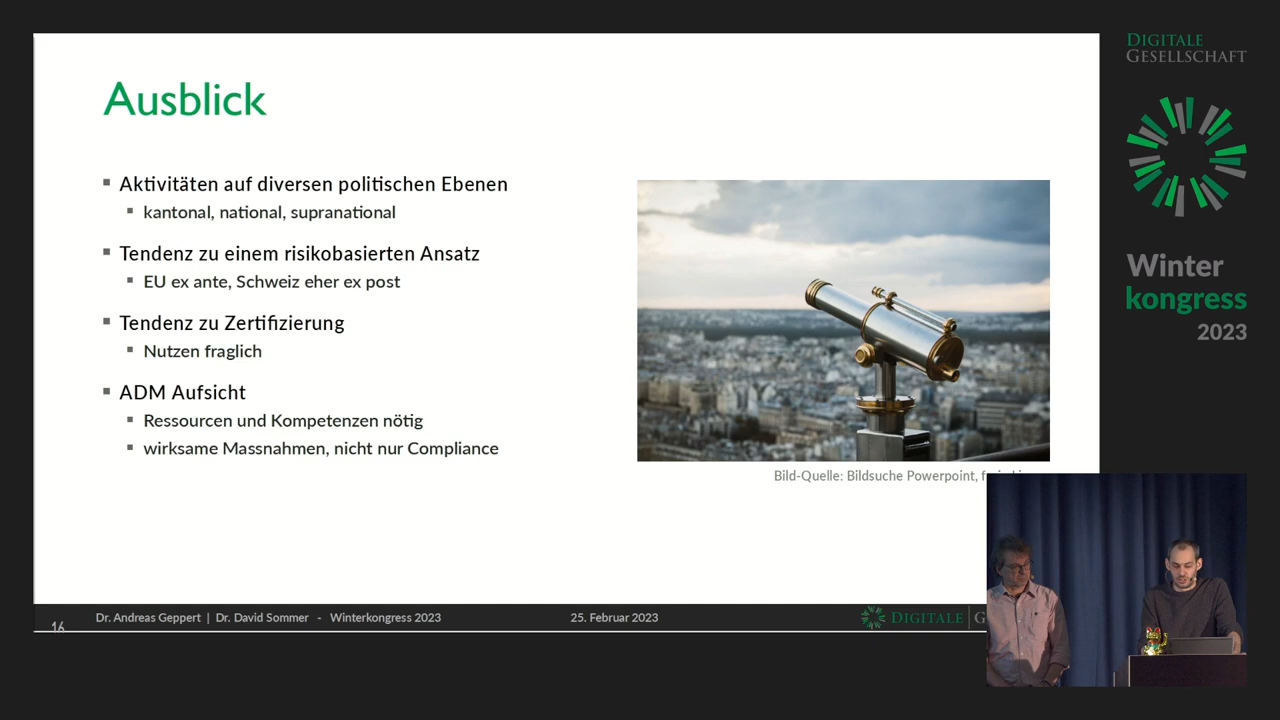 Ausblick
Aktivitäten auf diversen politischen Ebenen
kantonal, national, supranational
Tendenz zu einem risikobasierten Ansatz
EU ex ante, Schweiz eher ex post
Tendenz zu Zertifizierung
Nutzen fraglich
ADM Aufsicht
Ressourcen und Kompetenzen nötig
wirksame Massnahmen, nicht nur Compliance
Bild-Quelle: Bildsuche Powerpoint,
16
Dr. Andreas Geppert | Dr. David Sommer - Winterkongress 2023
25. Februar 2023
DIGITALE
DIGITALE
GESELLSCHAFT
Winter
kongress
2023